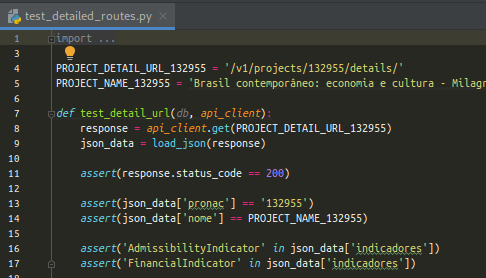 test_detailed_routes.py
1 import ...
3
4 PROJECT_DETAIL_URL_132955 = '/v1/projects/132955/details/'
5 PROJECT_NAME_132955 = 'Brasil contemporâneo: economia e cultura - Milagr
6
7 def test_detail_url(db, api_client):
8 response = api_client.get(PROJECT_DETAIL_URL_132955)
9 json_data = load_json(response)
10
11 assert(response.status_code == 200)
12
13 assert(json_data['pronac'] == '132955')
14 assert(json_data['nome'] == PROJECT_NAME_132955)
15
16 assert('AdmissibilityIndicator' in json_data['indicadores'])
17 assert('FinancialIndicator' in json_data['indicadores'])